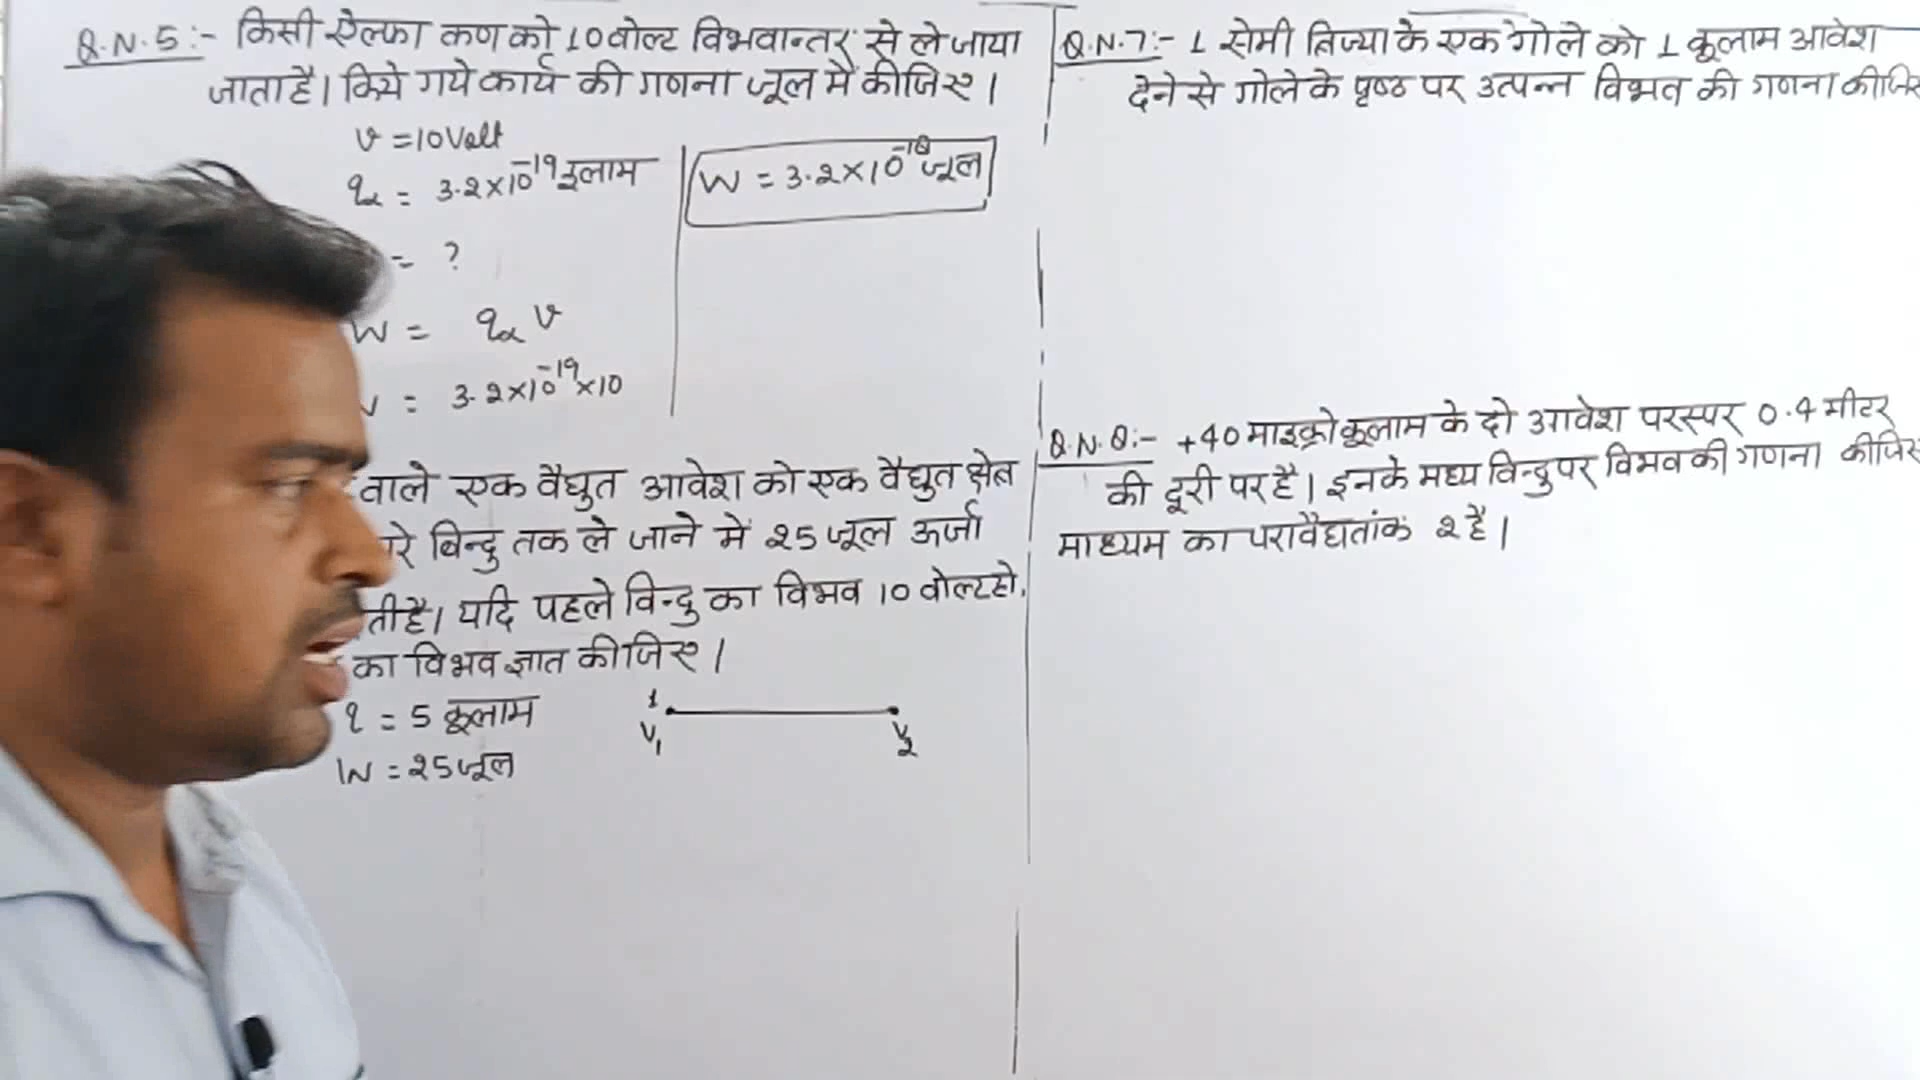 Q.N.5:- किसी ऐल्फा कण को 10 वोल्ट विभवान्तर से ले जाया
जाता है। किये गये कार्य की गणना जूल में कीजिए।
v = 10 Volt
qα = 3.2×10⁻¹⁹ कूलाम
= ?
W = qα v
= 3.2×10⁻¹⁹×10
W = 3.2×10⁻¹⁸ जूल
वाले एक वैद्युत आवेश को एक वैद्युत क्षेत्र
रे बिन्दु तक ले जाने में 25 जूल ऊर्जा
ती है। यदि पहले बिन्दु का विभव 10 वोल्ट हो,
का विभव ज्ञात कीजिए।
q = 5 कूलाम
W = 25 जूल
1
V₁
V₂
Q.N.7:- 1 सेमी त्रिज्या के एक गोले को 1 कूलाम आवेश
देने से गोले के पृष्ठ पर उत्पन्न विभव की गणना कीजिए
Q.N.8:- +40 माइक्रो कूलाम के दो आवेश परस्पर 0.4 मीटर
की दूरी पर है। इनके मध्य बिन्दु पर विभव की गणना कीजिए
माध्यम का परावैद्युतांक 2 है।